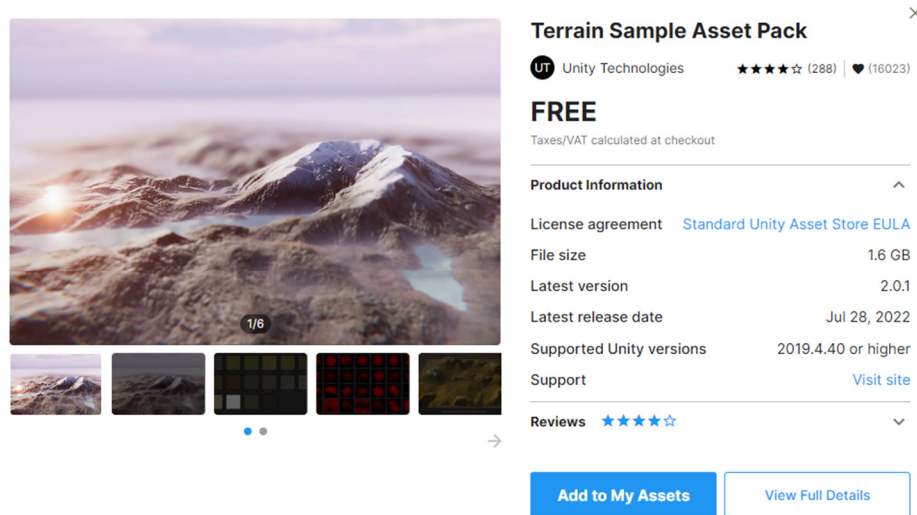 1/6
Terrain Sample Asset Pack
UT Unity Technologies (288) (16023)
FREE
Taxes/VAT calculated at checkout
Product Information
License agreement Standard Unity Asset Store EULA
File size 1.6 GB
Latest version 2.0.1
Latest release date Jul 28, 2022
Supported Unity versions 2019.4.40 or higher
Support Visit site
Reviews
Add to My Assets View Full Details